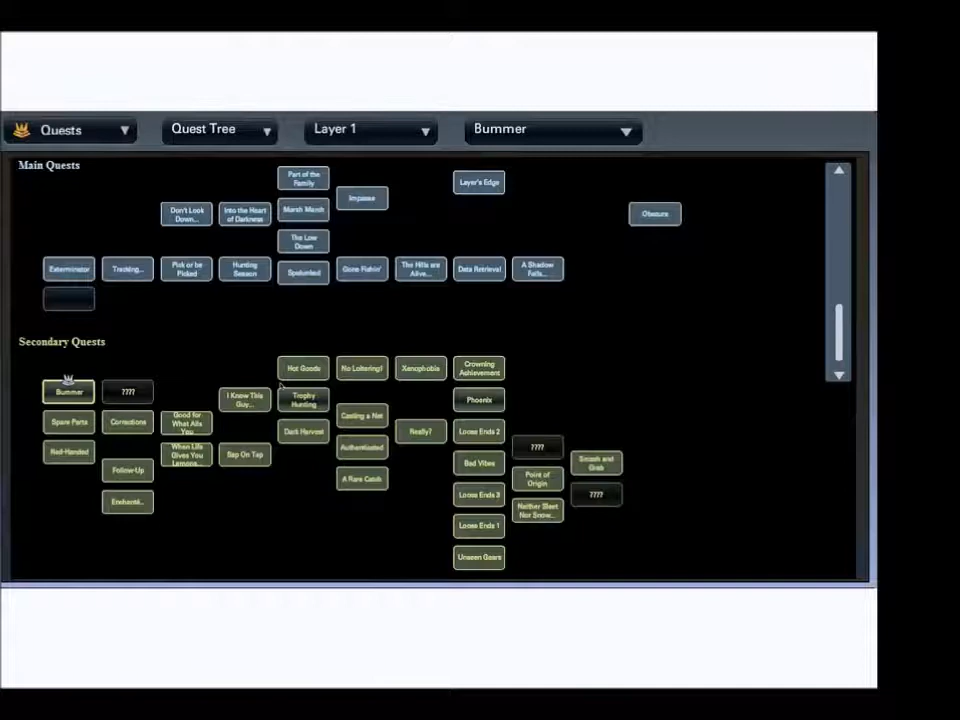 Quests
Quest Tree
Layer 1
Bummer
Main Quests
Part of the
Family
Layer's Edge
Impasse
Don't Look
Down...
Into the Heart
of Darkness
Marsh Marsh
Obscure
The Low
Down
Exterminator
Tracking...
Pick or be
Picked
Hunting
Season
Spelunked
Gone Fishin'
The Hills are
Alive...
Data Retrieval
A Shadow
Falls...
Secondary Quests
Hot Goods
No Loitering!
Xenophobia
Crowning
Achievement
Bummer
????
I Know This
Guy...
Trophy
Hunting
Phoenix
Spare Parts
Corrections
Good for
What Ails
You
Casting a Net
Dark Harvest
Really?
Loose Ends 2
Red-Handed
When Life
Gives You
Lemons...
Sap On Tap
Authenticated
????
Follow-Up
A Rare Catch
Bad Vibes
Point of
Origin
Smash and
Grab
Enchanté...
Loose Ends 3
Neither Sleet
Nor Snow...
????
Loose Ends 1
Unseen Gears